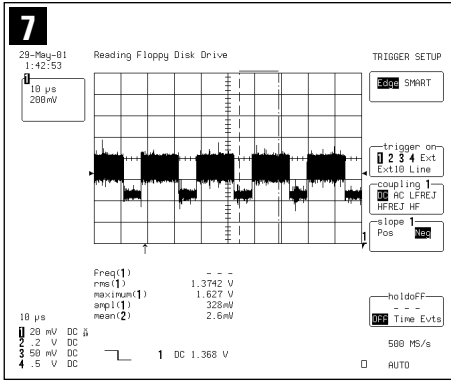 7
29-May-01
1:42:53
Reading Floppy Disk Drive
TRIGGER SETUP
1
10 µs
200mV
Edge SMART
trigger on
1 2 3 4 Ext
Ext10 Line
coupling 1
DC AC LFREJ
HFREJ HF
slope 1
Pos Neg
1
freq(1) - - -
rms(1) 1.3742 V
maximum(1) 1.627 V
ampl(1) 328mV
mean(2) 2.6mV
holdoff
- - -
Off Time Evts
10 µs
1 20 mV DC
2 .2 V DC
3 50 mV DC
4 .5 V DC
1 DC 1.368 V
500 MS/s
AUTO